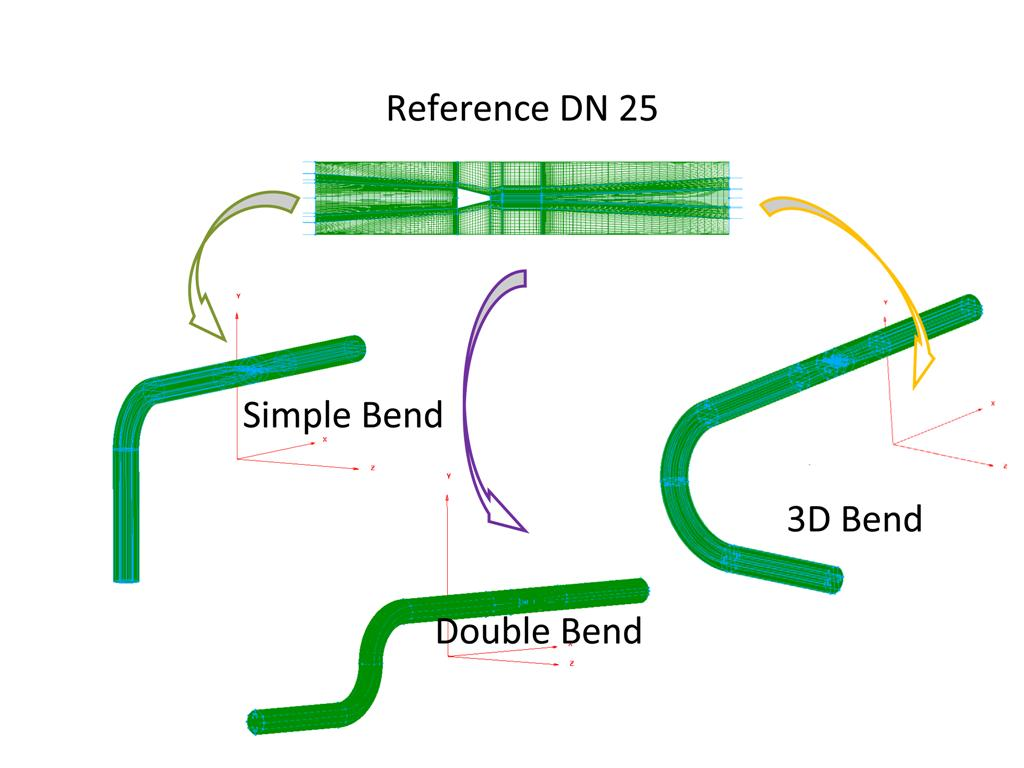 Reference DN 25
Y
Simple Bend
X
Z
Y
X
Z
3D Bend
Y
Double Bend
X
Z